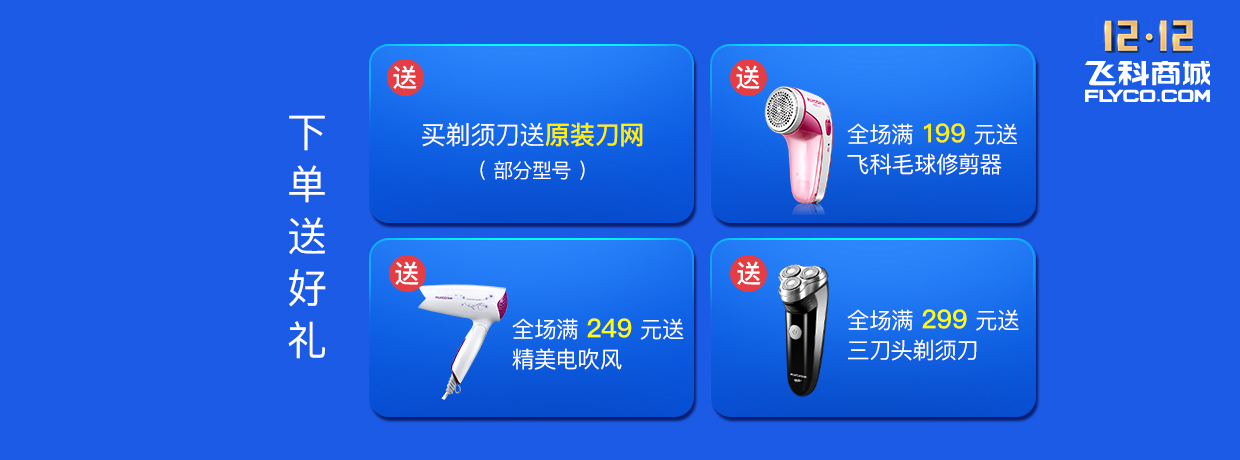 12·12
飞科商城
FLYCO.COM
下单送好礼
送
买剃须刀送原装刀网
（部分型号）
送
全场满 199 元送
飞科毛球修剪器
送
全场满 249 元送
精美电吹风
送
全场满 299 元送
三刀头剃须刀